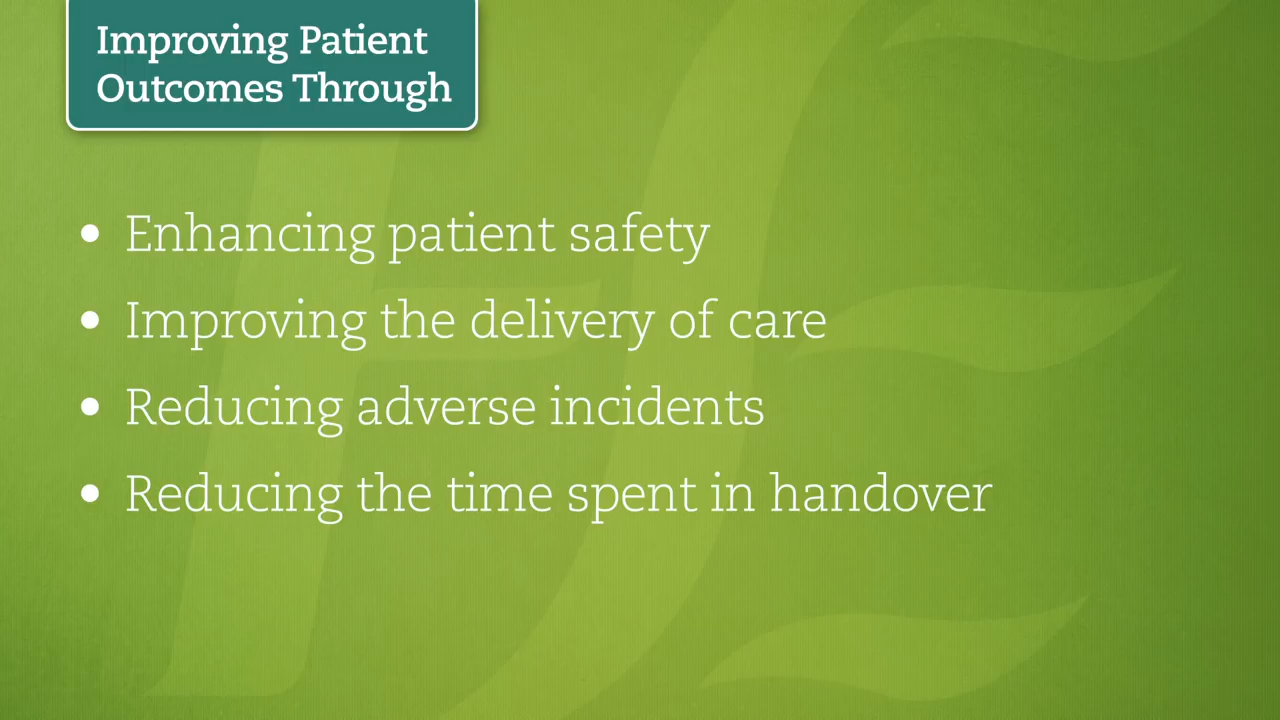 Improving Patient
Outcomes Through
• Enhancing patient safety
• Improving the delivery of care
• Reducing adverse incidents
• Reducing the time spent in handover